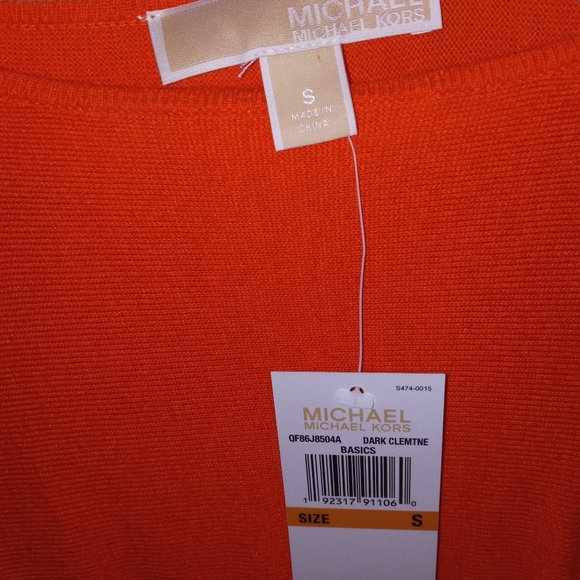 MICHAEL
MICHAEL KORS
S
MADE IN
CHINA
S474-0015
MICHAEL
MICHAEL KORS
QF86J8504A DARK CLEMTNE
BASICS
1 92317 91106 0
SIZE S